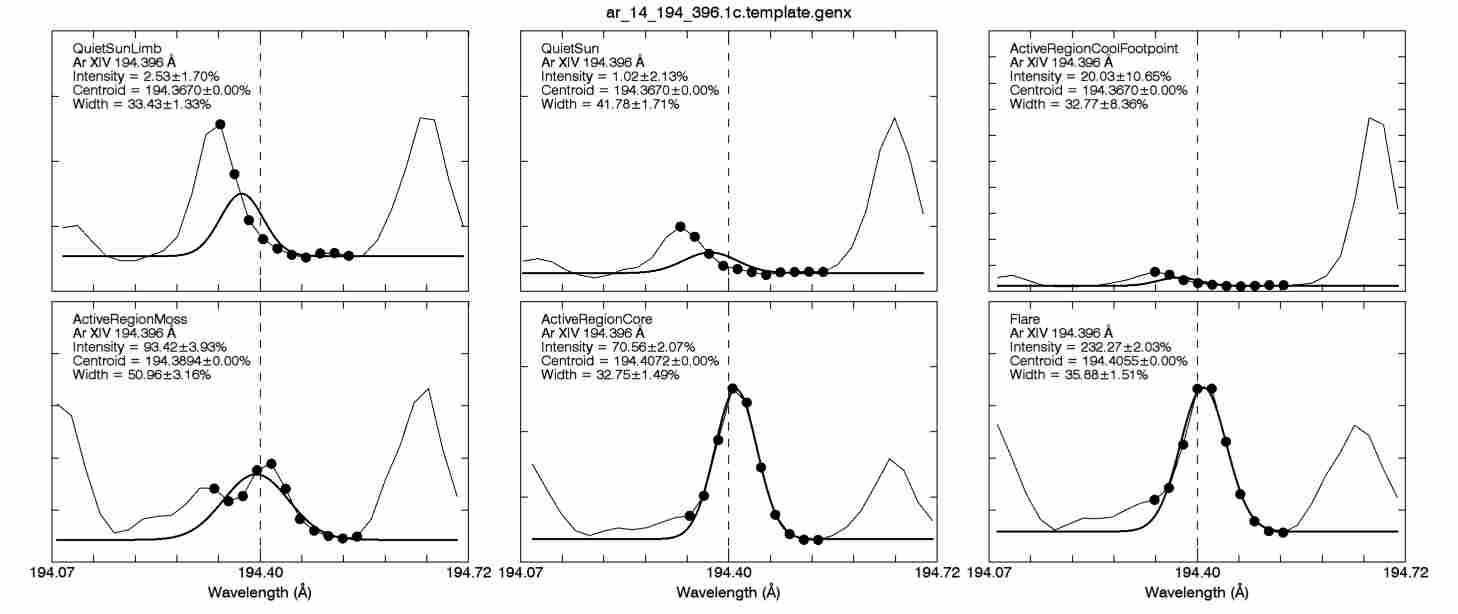 ar_14_194_396.1c.template.genx
QuietSunLimb
Ar XIV 194.396 Å
Intensity = 2.53±1.70%
Centroid = 194.3670±0.00%
Width = 33.43±1.33%
QuietSun
Ar XIV 194.396 Å
Intensity = 1.02±2.13%
Centroid = 194.3670±0.00%
Width = 41.78±1.71%
ActiveRegionCoolFootpoint
Ar XIV 194.396 Å
Intensity = 20.03±10.65%
Centroid = 194.3670±0.00%
Width = 32.77±8.36%
ActiveRegionMoss
Ar XIV 194.396 Å
Intensity = 93.42±3.93%
Centroid = 194.3894±0.00%
Width = 50.96±3.16%
ActiveRegionCore
Ar XIV 194.396 Å
Intensity = 70.56±2.07%
Centroid = 194.4072±0.00%
Width = 32.75±1.49%
Flare
Ar XIV 194.396 Å
Intensity = 232.27±2.03%
Centroid = 194.4055±0.00%
Width = 35.88±1.51%
194.07 194.40 194.72
Wavelength (Å)
194.07 194.40 194.72
Wavelength (Å)
194.07 194.40 194.72
Wavelength (Å)